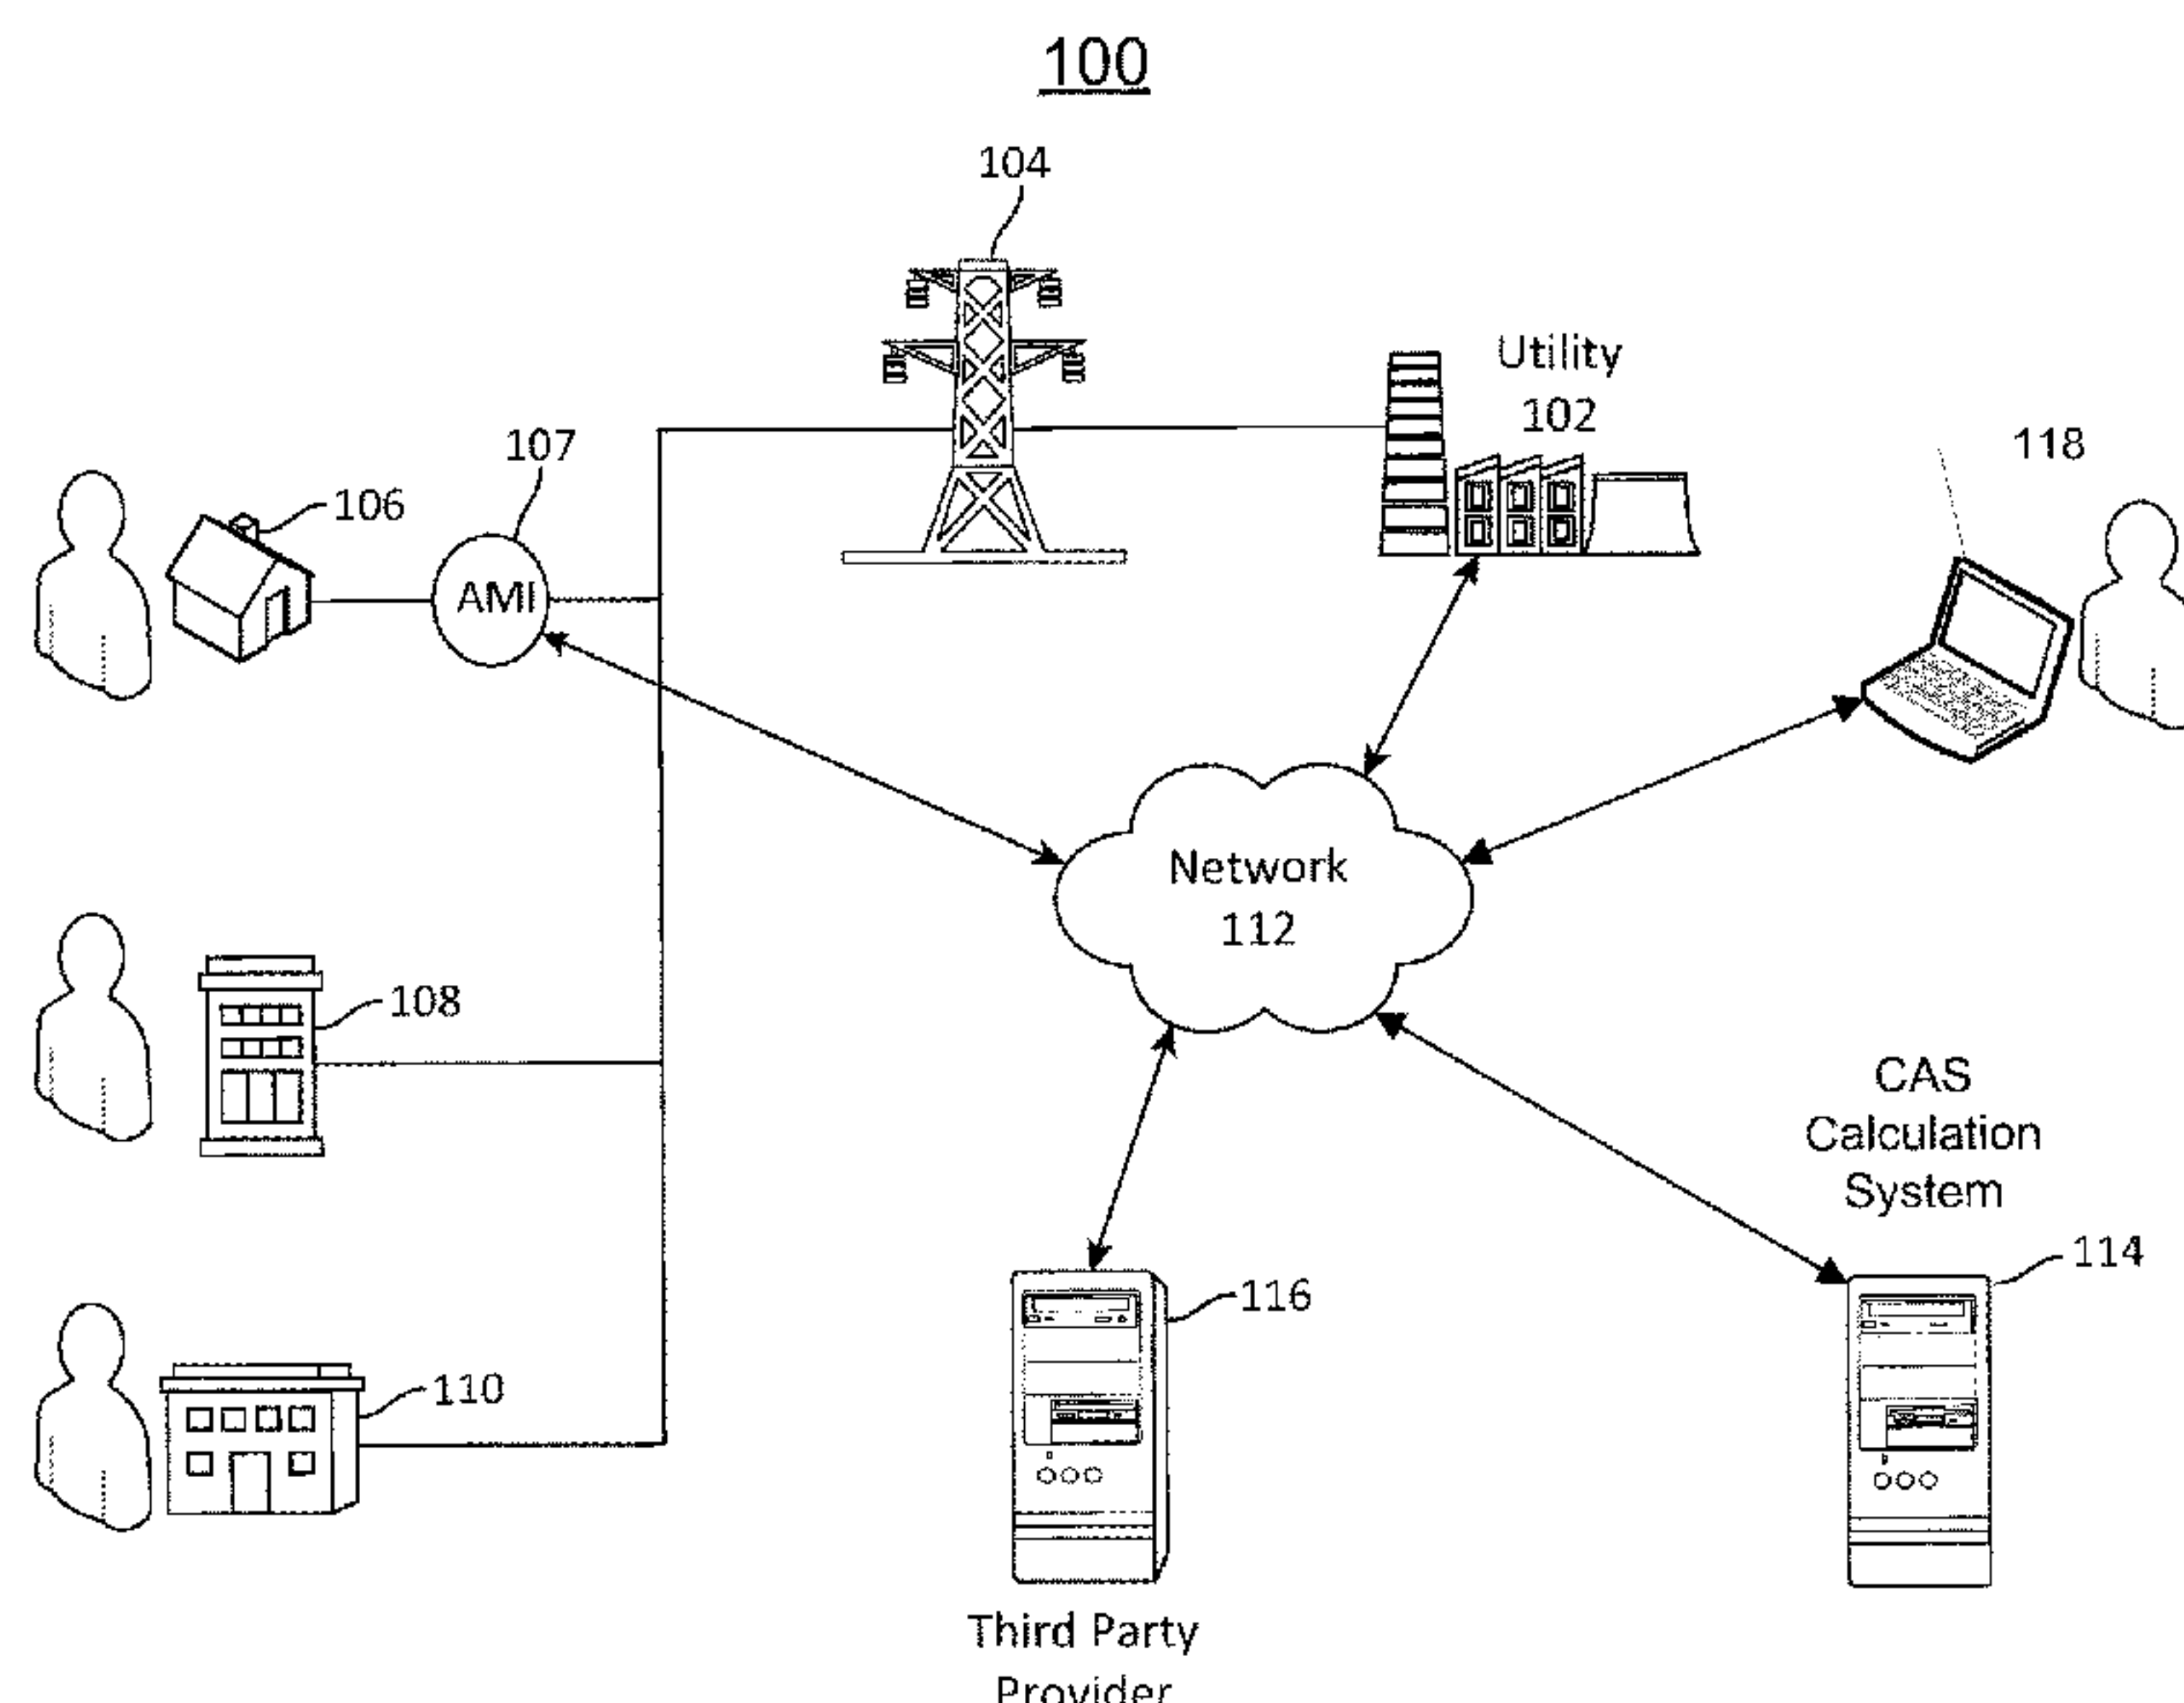 100
104
Utility
102
118
107
106
AMI
Network
112
108
CAS
Calculation
System
114
116
110
Third Party
Provider